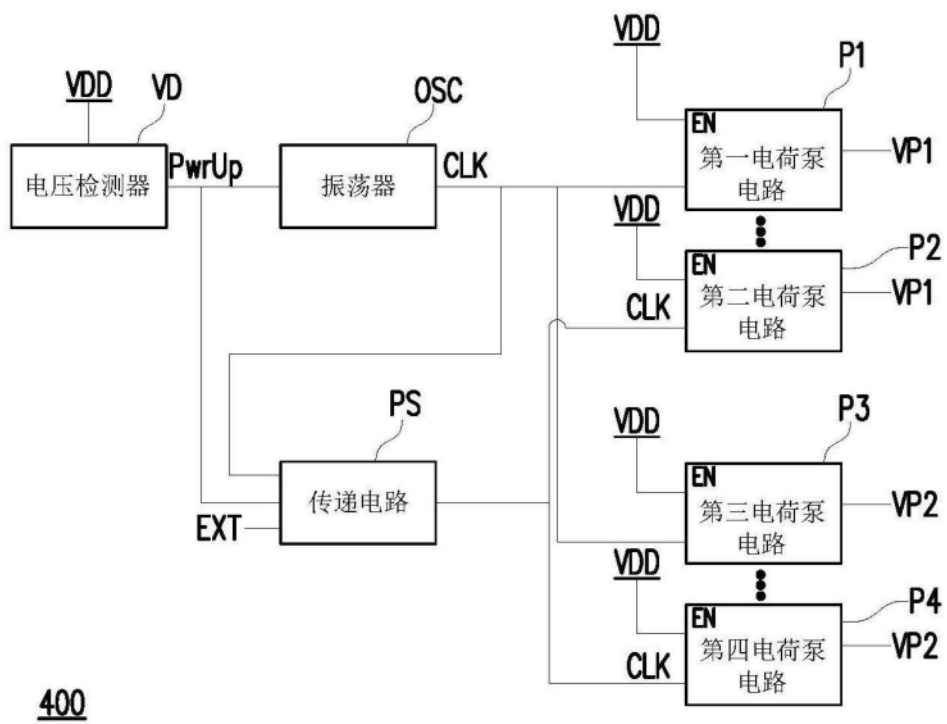 VDD
P1
VDD
VD
OSC
EN
电压检测器
PwrUp
振荡器
CLK
第一电荷泵
电路
VP1
VDD
P2
EN
第二电荷泵
电路
VP1
CLK
PS
P3
VDD
EN
传递电路
第三电荷泵
电路
VP2
EXT
VDD
P4
EN
第四电荷泵
电路
VP2
CLK
400